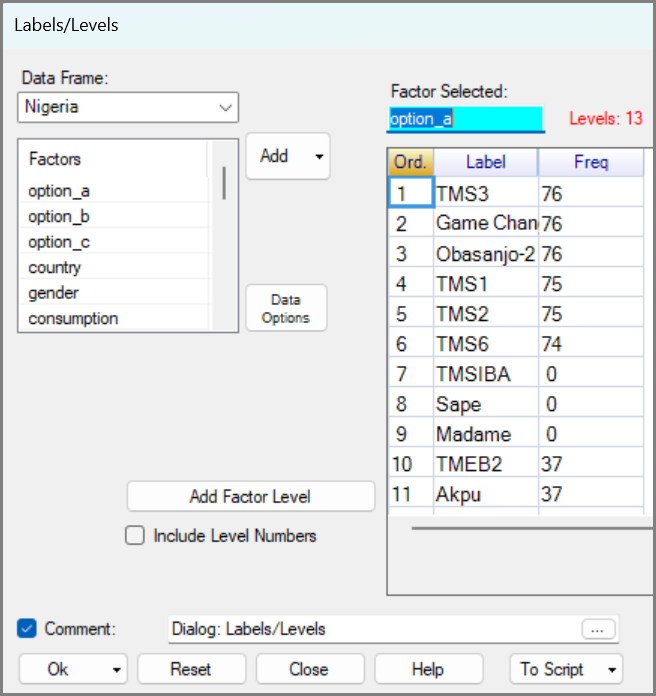 Labels/Levels
Data Frame:
Nigeria
Factors
option_a
option_b
option_c
country
gender
consumption
Add
Data
Options
Factor Selected:
option_a
Levels: 13
Ord. Label Freq
1 TMS3 76
2 Game Chan 76
3 Obasanjo-2 76
4 TMS1 75
5 TMS2 75
6 TMS6 74
7 TMSIBA 0
8 Sape 0
9 Madame 0
10 TMEB2 37
11 Akpu 37
Add Factor Level
Include Level Numbers
Comment: Dialog: Labels/Levels ...
Ok Reset Close Help To Script